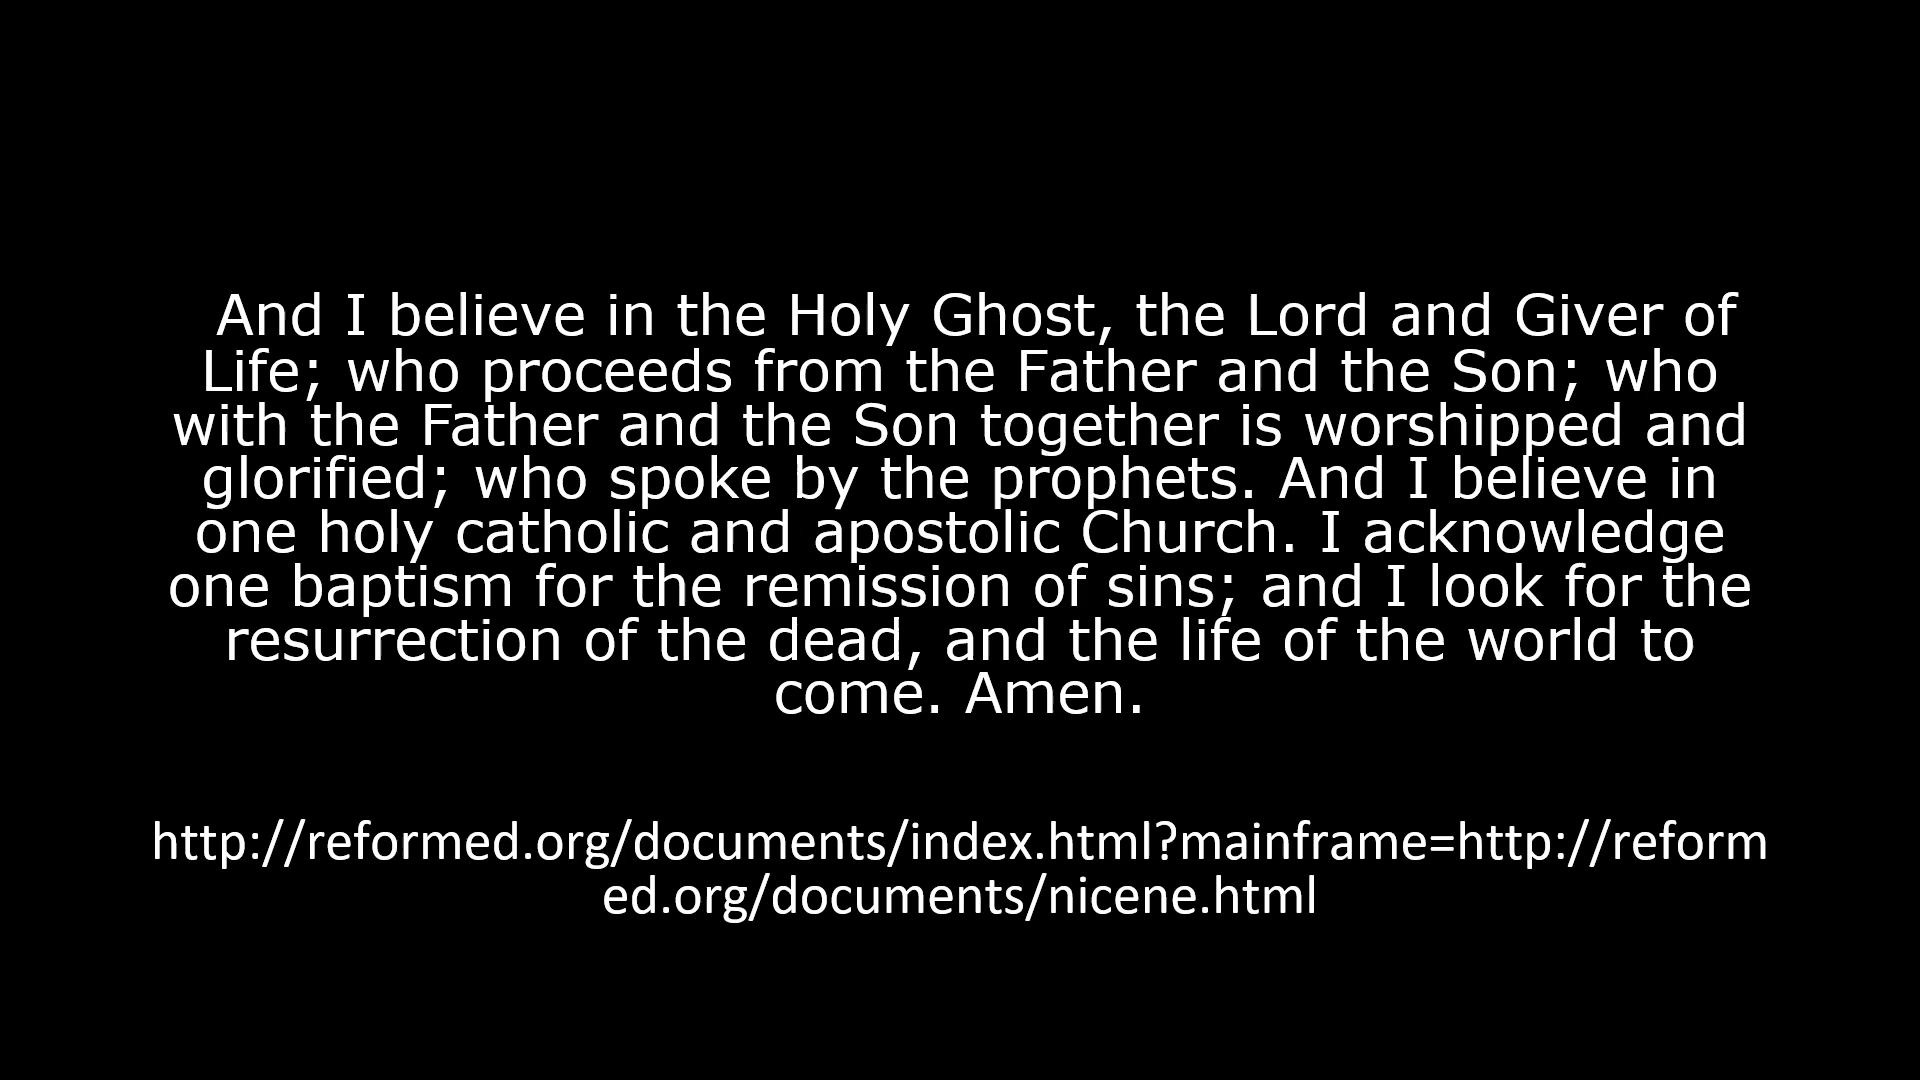 And I believe in the Holy Ghost, the Lord and Giver of
Life; who proceeds from the Father and the Son; who
with the Father and the Son together is worshipped and
glorified; who spoke by the prophets. And I believe in
one holy catholic and apostolic Church. I acknowledge
one baptism for the remission of sins; and I look for the
resurrection of the dead, and the life of the world to
come. Amen.
http://reformed.org/documents/index.html?mainframe=http://reform
ed.org/documents/nicene.html